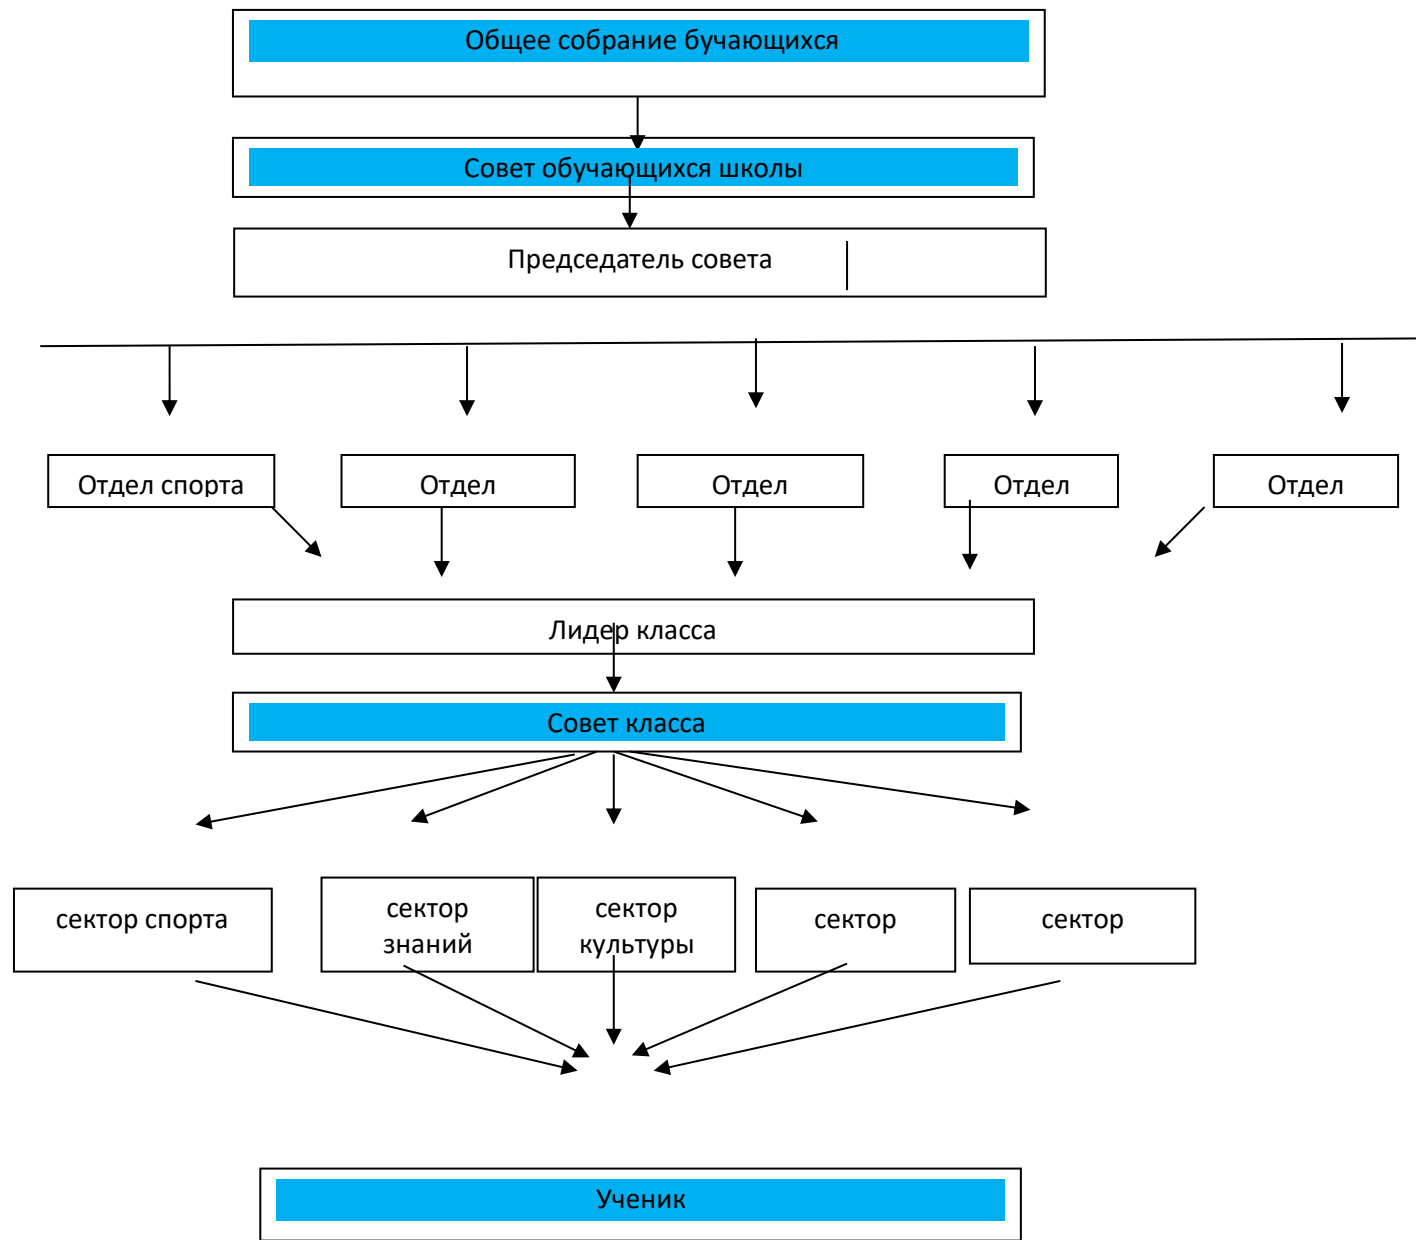 Общее собрание бучающихся
Совет обучающихся школы
Председатель совета
Отдел спорта
Отдел
Отдел
Отдел
Отдел
Лидер класса
Совет класса
сектор спорта
сектор
знаний
сектор
культуры
сектор
сектор
Ученик